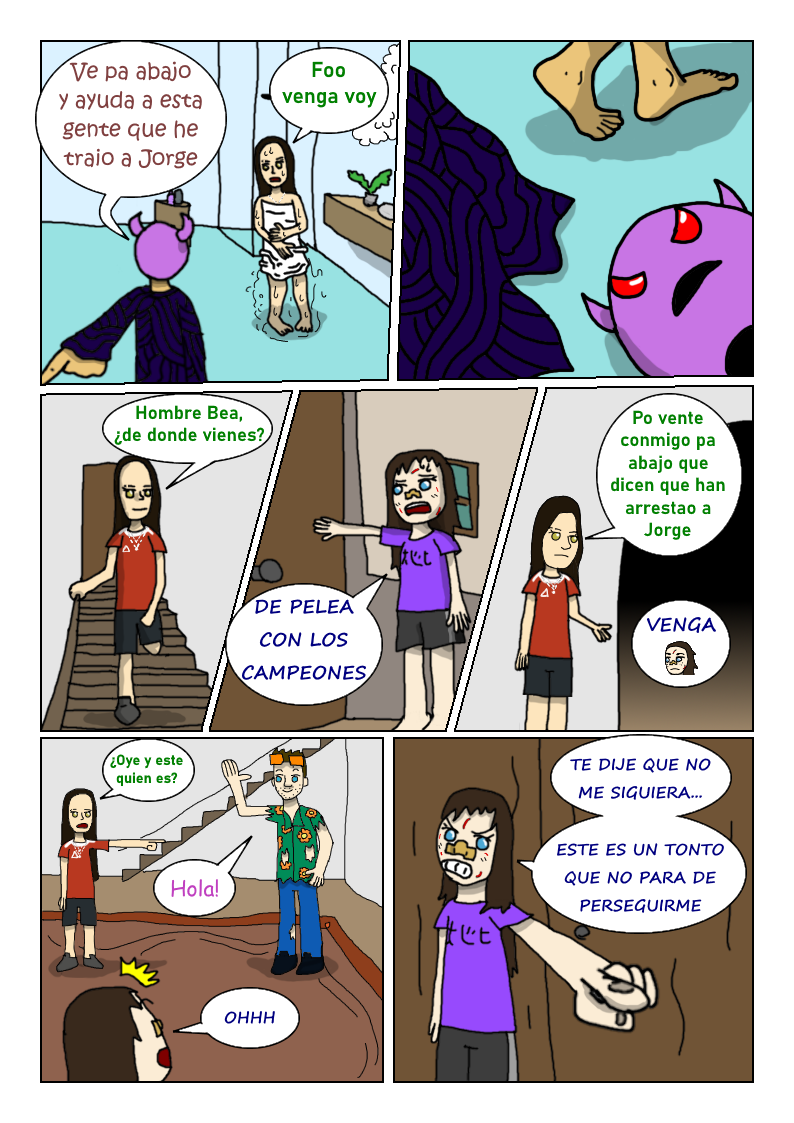 Ve pa abajo
y ayuda a esta
gente que he
traio a Jorge
Foo
venga voy
Hombre Bea,
¿de donde vienes?
DE PELEA
CON LOS
CAMPEONES
Po vente
conmigo pa
abajo que
dicen que han
arrestao a
Jorge
VENGA
¿Oye y este
quien es?
Hola!
OHHH
TE DIJE QUE NO
ME SIGUIERA...
ESTE ES UN TONTO
QUE NO PARA DE
PERSEGUIRME